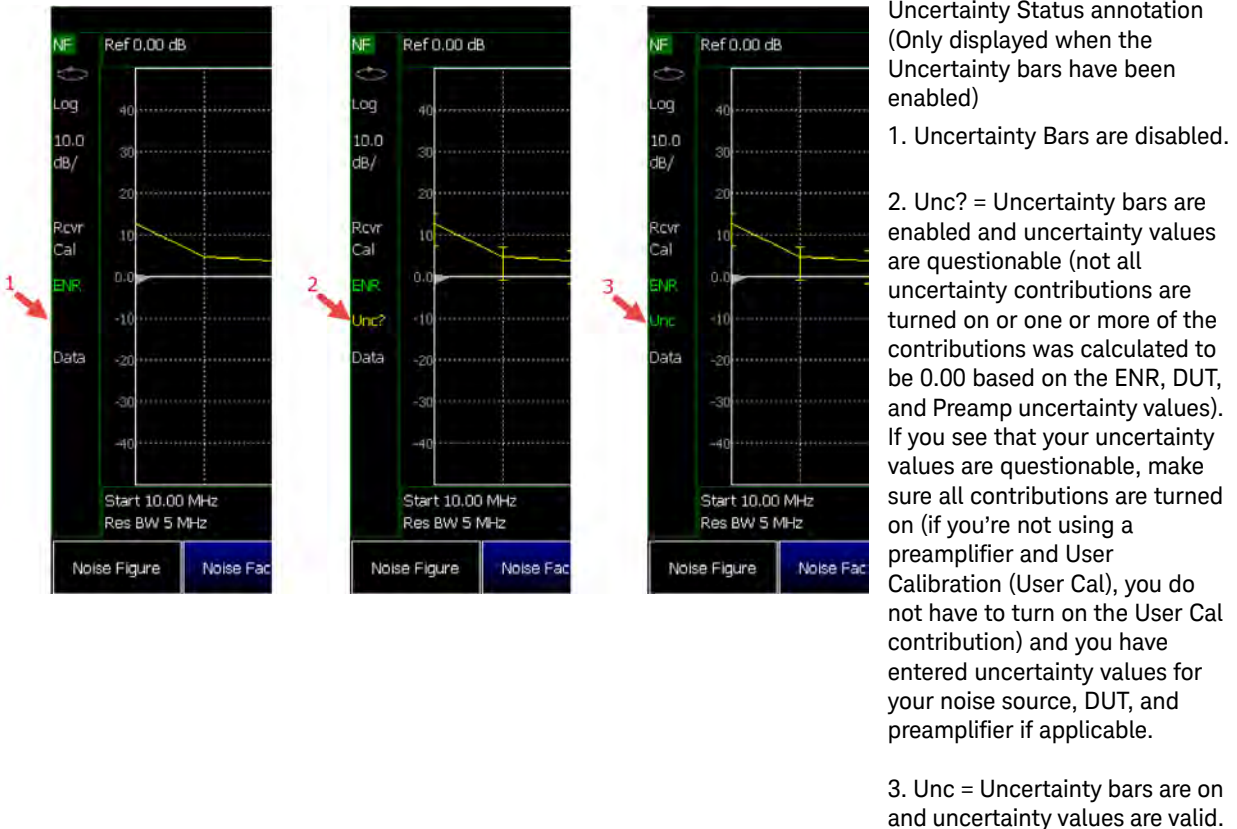 NF
Ref 0.00 dB
Log
10.0
dB/
Rcvr
Cal
ENR
Data
40
30
20
10
0.0
-10
-20
-30
-40
1
Start 10.00 MHz
Res BW 5 MHz
Noise Figure
Noise Fac
NF
Ref 0.00 dB
Log
10.0
dB/
Rcvr
Cal
ENR
Unc?
Data
40
30
20
10
0.0
-10
-20
-30
-40
2
Start 10.00 MHz
Res BW 5 MHz
Noise Figure
Noise Fac
NF
Ref 0.00 dB
Log
10.0
dB/
Rcvr
Cal
ENR
Unc
Data
40
30
20
10
0.0
-10
-20
-30
-40
3
Start 10.00 MHz
Res BW 5 MHz
Noise Figure
Noise Fac
Uncertainty Status annotation
(Only displayed when the
Uncertainty bars have been
enabled)
1. Uncertainty Bars are disabled.
2. Unc? = Uncertainty bars are
enabled and uncertainty values
are questionable (not all
uncertainty contributions are
turned on or one or more of the
contributions was calculated to
be 0.00 based on the ENR, DUT,
and Preamp uncertainty values).
If you see that your uncertainty
values are questionable, make
sure all contributions are turned
on (if you're not using a
preamplifier and User
Calibration (User Cal), you do
not have to turn on the User Cal
contribution) and you have
entered uncertainty values for
your noise source, DUT, and
preamplifier if applicable.
3. Unc = Uncertainty bars are on
and uncertainty values are valid.